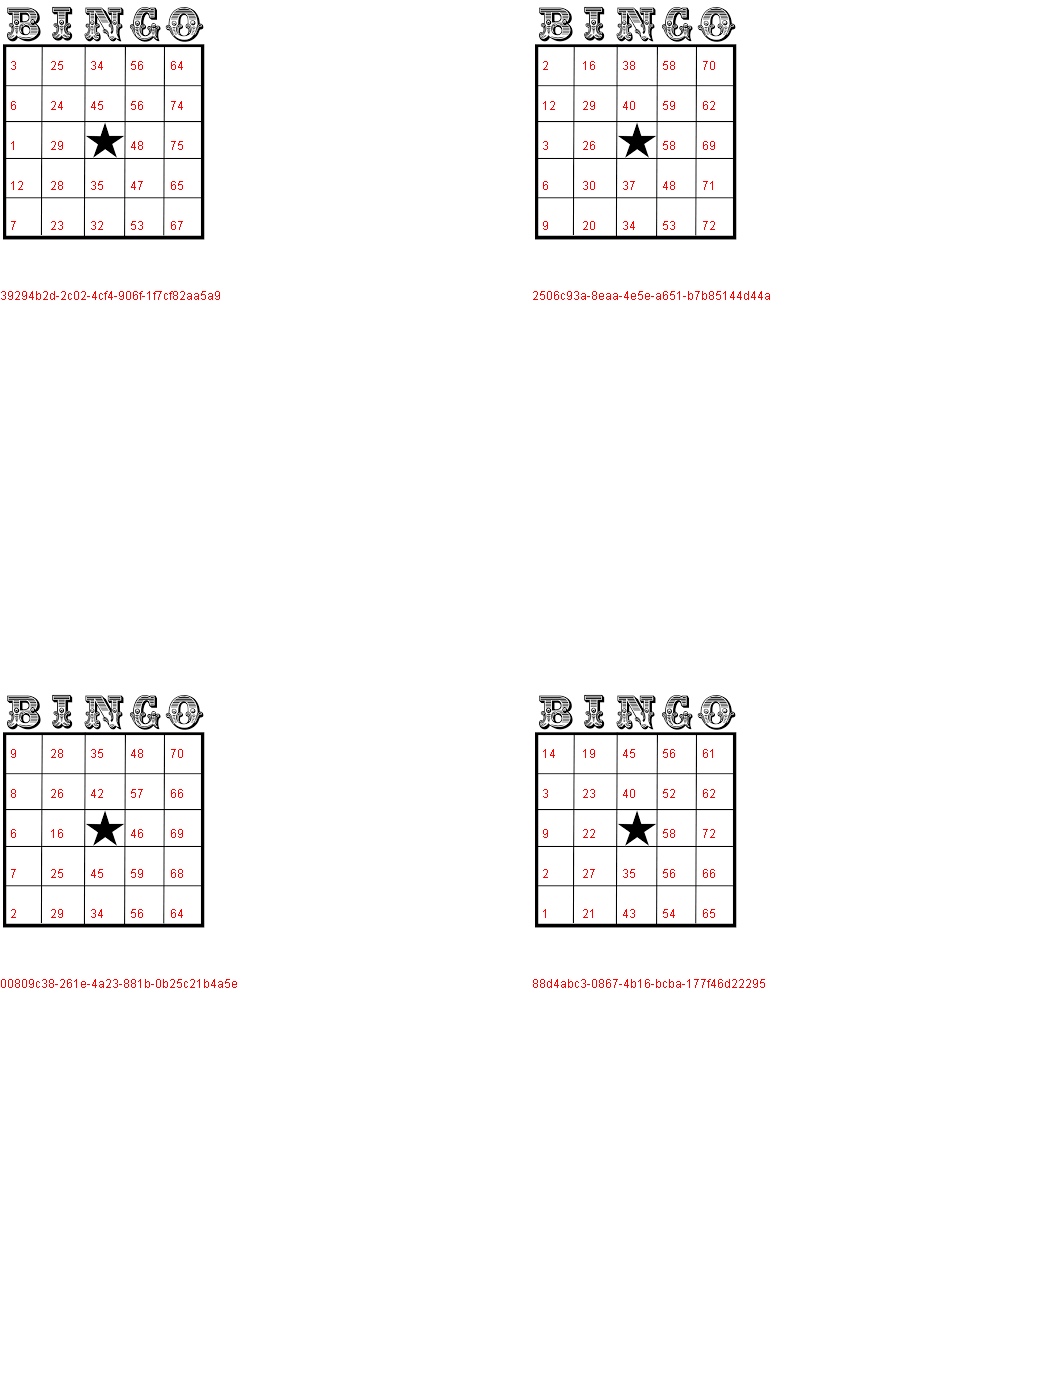 BINGO
3 25 34 56 64
6 24 45 56 74
1 29 48 75
12 28 35 47 65
7 23 32 53 67
39294b2d-2c02-4cf4-906f-1f7cf82aa5a9
BINGO
2 16 38 58 70
12 29 40 59 62
3 26 58 69
6 30 37 48 71
9 20 34 53 72
2506c93a-8eaa-4e5e-a651-b7b85144d44a
BINGO
9 28 35 48 70
8 26 42 57 66
6 16 46 69
7 25 45 59 68
2 29 34 56 64
00809c38-261e-4a23-881b-0b25c21b4a5e
BINGO
14 19 45 56 61
3 23 40 52 62
9 22 58 72
2 27 35 56 66
1 21 43 54 65
88d4abc3-0867-4b16-bcba-177f46d22295